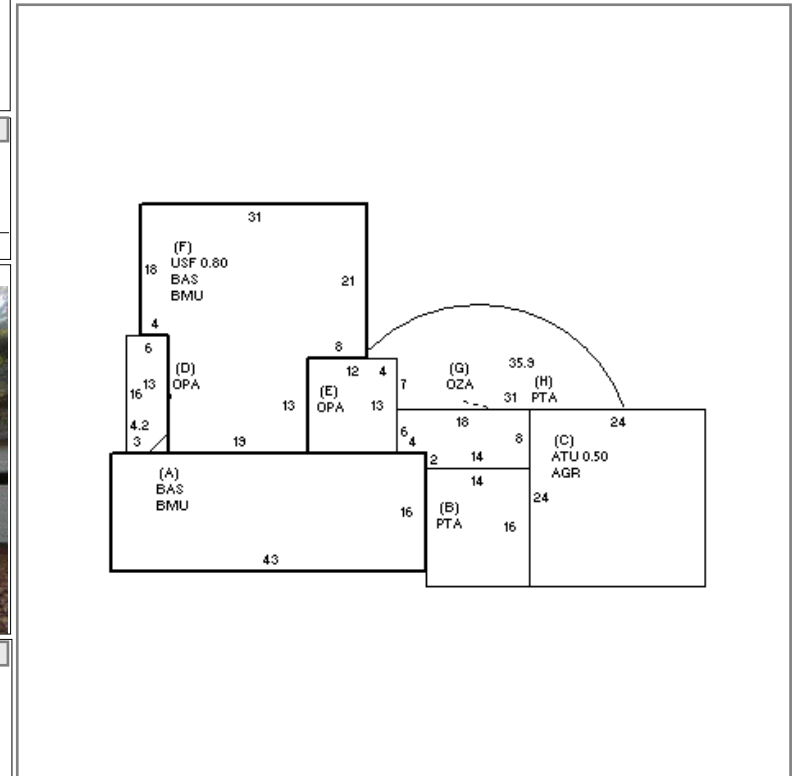 31
(F)
USF 0.80
BAS
BMU
18
21
4
6
8
(D)
OPA
16
13
12
4
(E)
OPA
7
(G)
OZA
35.9
31
(H)
PTA
13
13
4.2
3
19
6
4
18
8
24
2
14
(C)
ATU 0.50
AGR
(A)
BAS
BMU
14
24
16
(B)
PTA
16
43